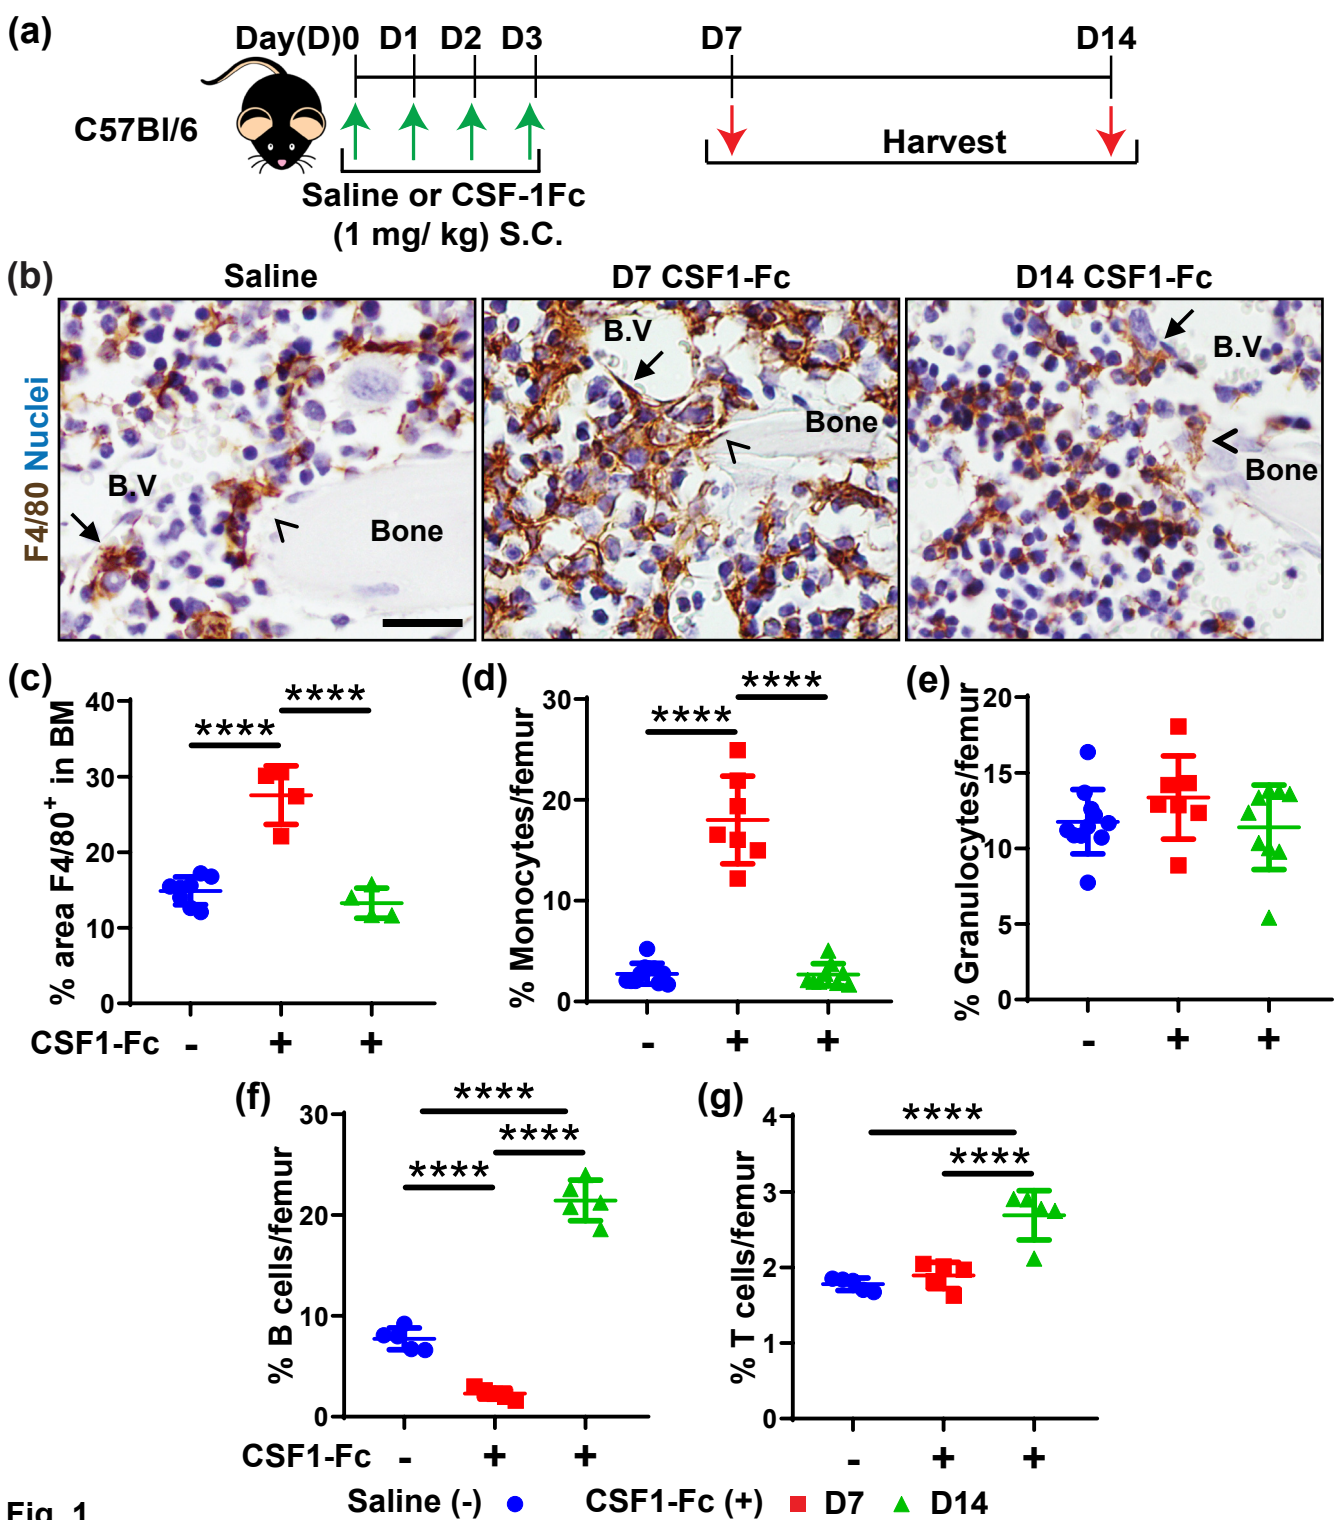 (a)
Day(D)0 D1 D2 D3 D7 D14
C57Bl/6
Harvest
Saline or CSF-1Fc
(1 mg/ kg) S.C.
(b) Saline D7 CSF1-Fc D14 CSF1-Fc
F4/80 Nuclei
B.V
Bone
B.V
Bone
B.V
Bone
(c)
% area F4/80+ in BM
40
30
20
10
0
**** ****
CSF1-Fc - + +
(d)
% Monocytes/femur
30
20
10
0
**** ****
- + +
(e)
% Granulocytes/femur
20
15
10
5
0
- + +
(f)
% B cells/femur
30
20
10
0
****
****
****
CSF1-Fc - + +
(g)
% T cells/femur
4
3
2
1
0
****
****
- + +
Saline (-) CSF1-Fc (+) D7 D14
Fig. 1